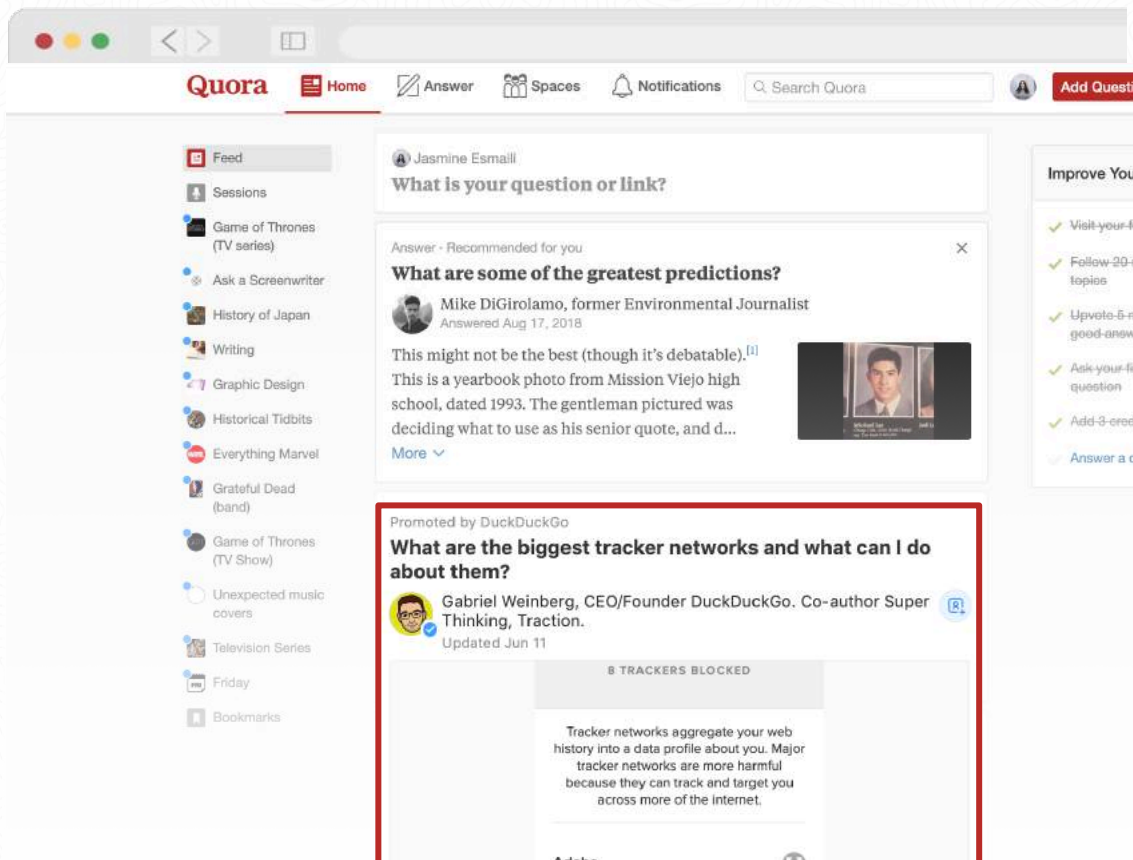 Quora
Home
Answer
Spaces
Notifications
Search Quora
Add Questi
Feed
Sessions
Game of Thrones
(TV series)
Ask a Screenwriter
History of Japan
Writing
Graphic Design
Historical Tidbits
Everything Marvel
Grateful Dead
(band)
Game of Thrones
(TV Show)
Unexpected music
covers
Television Series
Friday
Bookmarks
Jasmine Esmaili
What is your question or link?
Answer · Recommended for you
What are some of the greatest predictions?
Mike DiGirolamo, former Environmental Journalist
Answered Aug 17, 2018
This might not be the best (though it's debatable).[1]
This is a yearbook photo from Mission Viejo high
school, dated 1993. The gentleman pictured was
deciding what to use as his senior quote, and d...
More
Promoted by DuckDuckGo
What are the biggest tracker networks and what can I do
about them?
Gabriel Weinberg, CEO/Founder DuckDuckGo. Co-author Super
Thinking, Traction.
Updated Jun 11
8 TRACKERS BLOCKED
Tracker networks aggregate your web
history into a data profile about you. Major
tracker networks are more harmful
because they can track and target you
across more of the internet.
Improve You
Visit your f
Follow 20
topics
Upvote 5
good answ
Ask your fi
question
Add 3 cred
Answer a